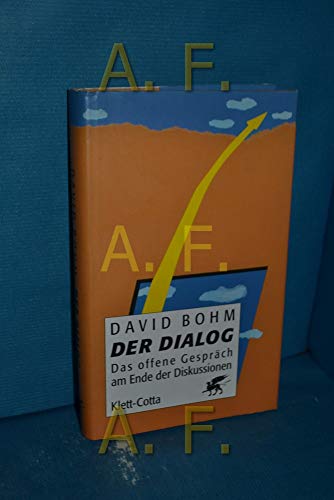 A. F.
A. F.
DAVID BOHM
DER DIALOG
Das offene Gespräch
am Ende der Diskussionen
Klett-Cotta
A. F.